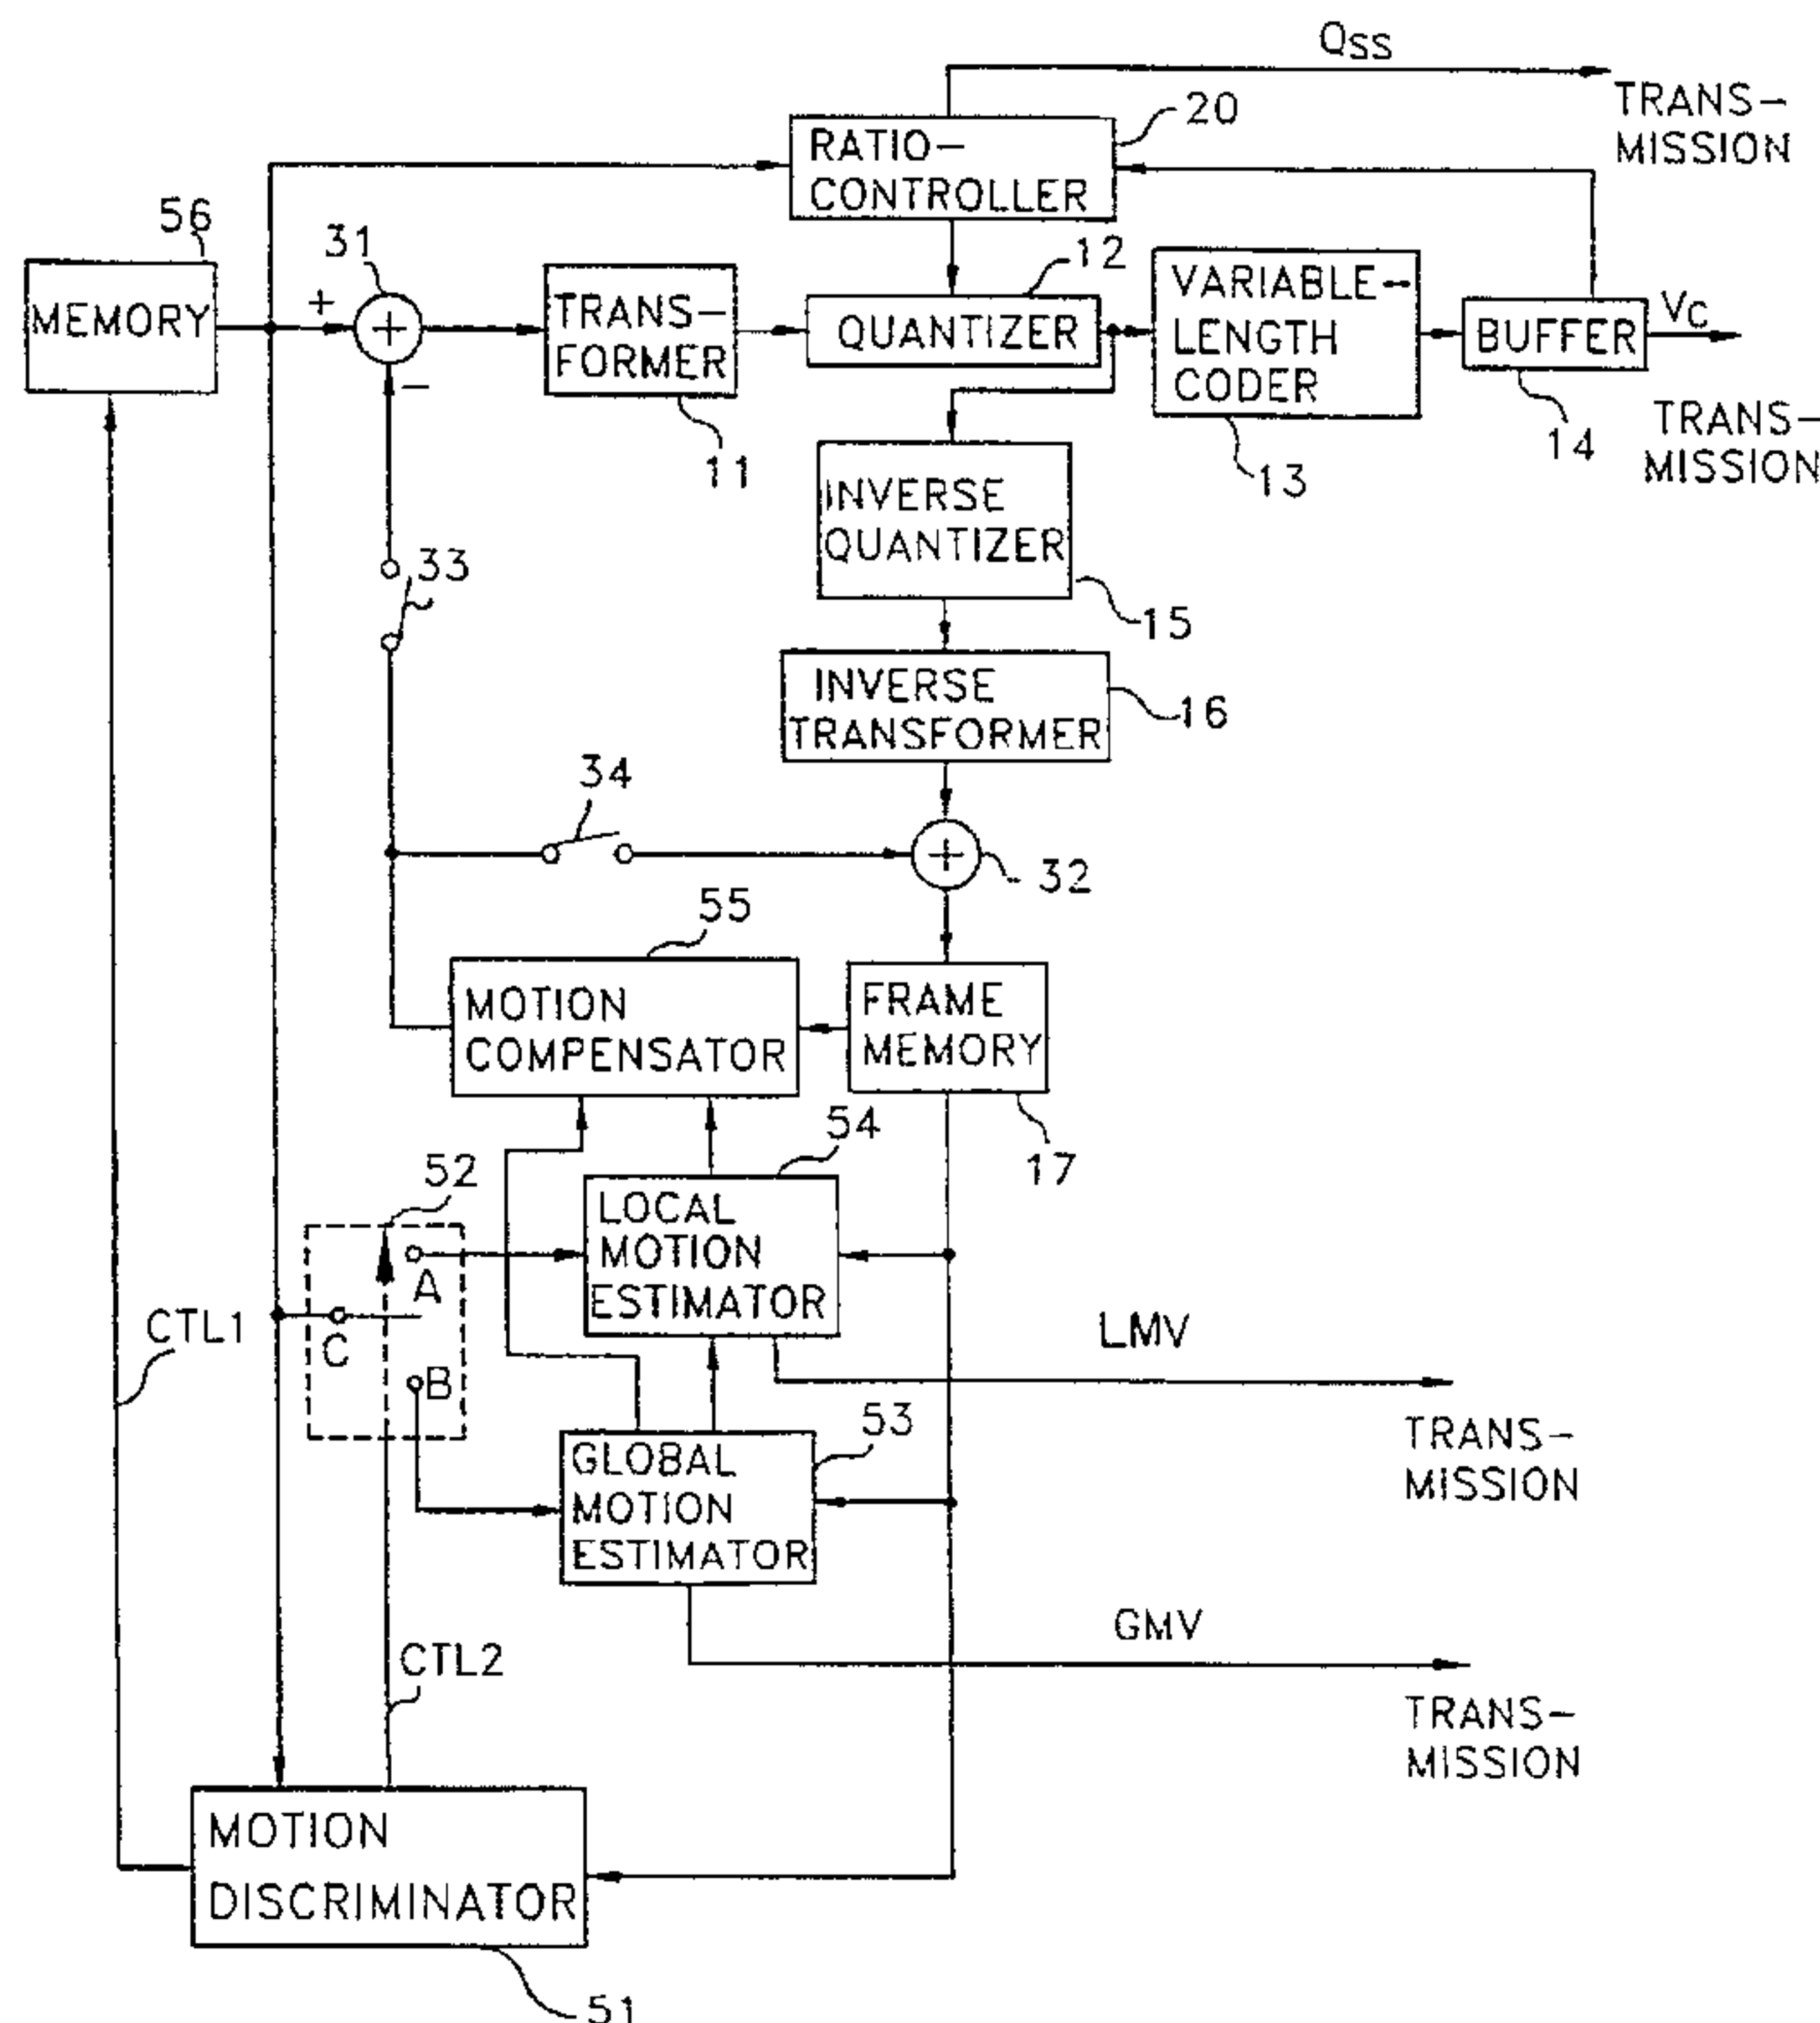 QSS
TRANS-
MISSION
20
RATIO-
CONTROLLER
56
MEMORY
31
+
+
-
TRANS-
FORMER
11
12
QUANTIZER
VARIABLE-
LENGTH
CODER
13
BUFFER
14
VC
TRANS-
MISSION
33
INVERSE
QUANTIZER
15
INVERSE
TRANSFORMER
16
34
+
32
55
MOTION
COMPENSATOR
FRAME
MEMORY
17
54
52
LOCAL
MOTION
ESTIMATOR
A
C
B
CTL1
LMV
TRANS-
MISSION
53
GLOBAL
MOTION
ESTIMATOR
GMV
TRANS-
MISSION
CTL2
MOTION
DISCRIMINATOR
51